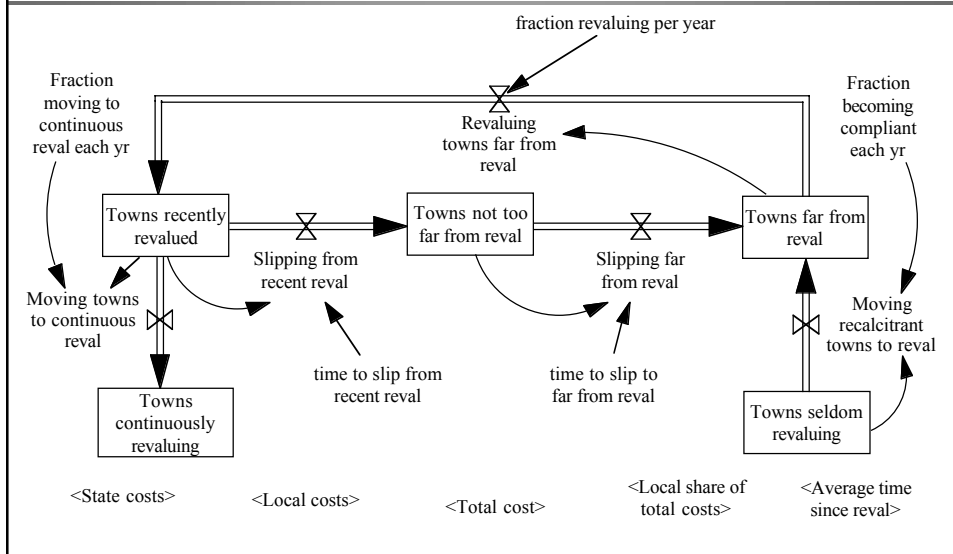 fraction revaluing per year
Fraction
moving to
continuous
reval each yr
Revaluing
towns far from
reval
Fraction
becoming
compliant
each yr
Towns recently
revalued
Towns not too
far from reval
Towns far from
reval
Slipping from
recent reval
Slipping far
from reval
Moving towns
to continuous
reval
Moving
recalcitrant
towns to reval
time to slip from
recent reval
time to slip to
far from reval
Towns
continuously
revaluing
Towns seldom
revaluing
<State costs>
<Local costs>
<Total cost>
<Local share of
total costs>
<Average time
since reval>